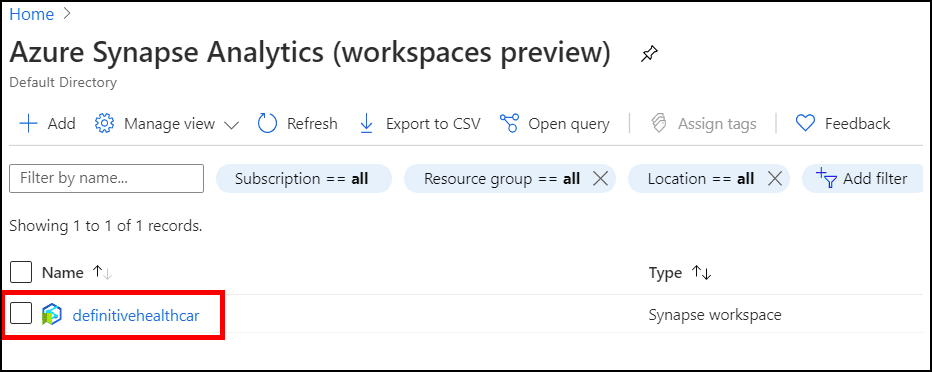 Home >
Azure Synapse Analytics (workspaces preview)
Default Directory
+ Add Manage view Refresh Export to CSV Open query Assign tags Feedback
Filter by name... Subscription == all Resource group == all Location == all Add filter
Showing 1 to 1 of 1 records.
Name Type
definitivehealthcar Synapse workspace